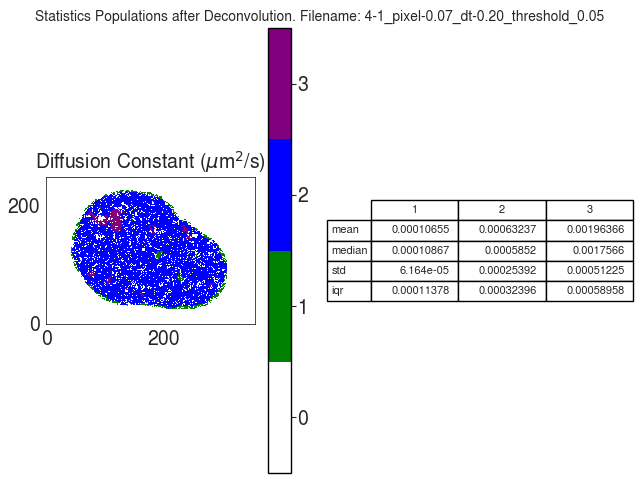 Statistics Populations after Deconvolution. Filename: 4-1_pixel-0.07_dt-0.20_threshold_0.05
Diffusion Constant (μm²/s)
200
0
0 200
3
2
1
0
1 2 3
mean 0.00010655 0.00063237 0.00196366
median 0.00010867 0.0005852 0.0017566
std 6.164e-05 0.00025392 0.00051225
iqr 0.00011378 0.00032396 0.00058958